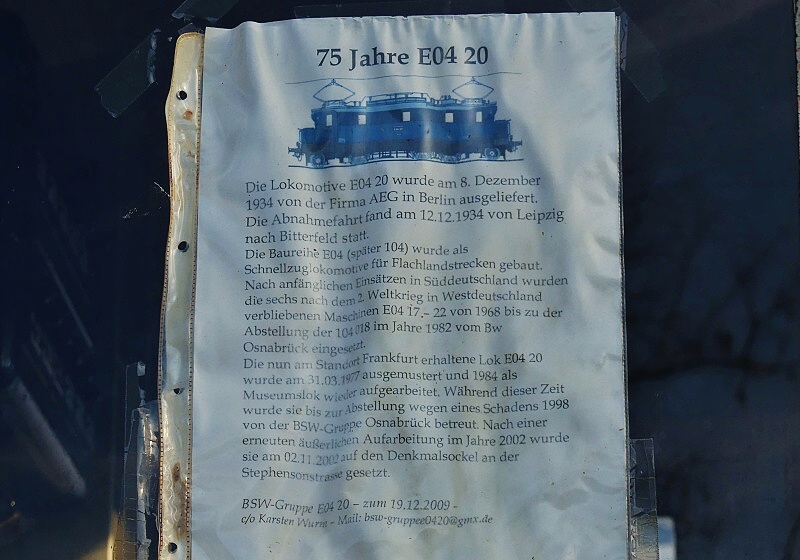 75 Jahre E04 20
Die Lokomotive E04 20 wurde am 8. Dezember
1934 von der Firma AEG in Berlin ausgeliefert.
Die Abnahmefahrt fand am 12.12.1934 von Leipzig
nach Bitterfeld statt.
Die Baureihe E04 (später 104) wurde als
Schnellzuglokomotive für Flachlandstrecken gebaut.
Nach anfänglichen Einsätzen in Süddeutschland wurden
die sechs nach dem 2. Weltkrieg in Westdeutschland
verbliebenen Maschinen E04 17 – 22 von 1968 bis zu der
Abstellung der 104 018 im Jahre 1982 vom Bw
Osnabrück eingesetzt.
Die nun am Standort Frankfurt erhaltene Lok E04 20
wurde am 31.03.1977 ausgemustert und 1984 als
Museumslok wieder aufgearbeitet. Während dieser Zeit
wurde sie bis zur Abstellung wegen eines Schadens 1998
von der BSW-Gruppe Osnabrück betreut. Nach einer
erneuten äußerlichen Aufarbeitung im Jahre 2002 wurde
sie am 02.11.2002 auf den Denkmalsockel an der
Stephensonstrasse gesetzt.
BSW-Gruppe E04 20 – zum 19.12.2009 -
c/o Karsten Wurm - Mail: bsw-gruppee0420@gmx.de